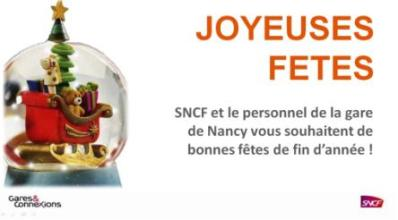 JOYEUSES
FETES
SNCF et le personnel de la gare
de Nancy vous souhaitent de
bonnes fêtes de fin d’année !
Gares&
Connexions
SNCF